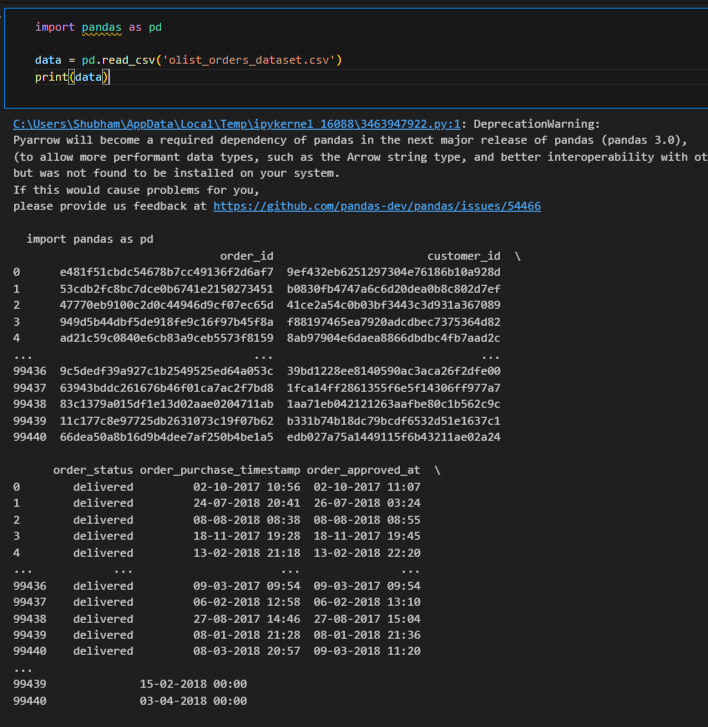 import pandas as pd
data = pd.read_csv('olist_orders_dataset.csv')
print(data)
C:\Users\Shubham\AppData\Local\Temp\ipykernel_16088\3463947922.py:1: DeprecationWarning:
Pyarrow will become a required dependency of pandas in the next major release of pandas (pandas 3.0),
(to allow more performant data types, such as the Arrow string type, and better interoperability with ot
but was not found to be installed on your system.
If this would cause problems for you,
please provide us feedback at https://github.com/pandas-dev/pandas/issues/54466
import pandas as pd
order_id customer_id \
0 e481f51cbdc54678b7cc49136f2d6af7 9ef432eb6251297304e76186b10a928d
1 53cdb2fc8bc7dce0b6741e2150273451 b0830fb4747a6c6d20dea0b8c802d7ef
2 47770eb9100c2d0c44946d9cf07ec65d 41ce2a54c0b03bf3443c3d931a367089
3 949d5b44dbf5de918fe9c16f97b45f8a f88197465ea7920adcdbec7375364d82
4 ad21c59c0840e6cb83a9ceb5573f8159 8ab97904e6daea8866dbdbc4fb7aad2c
... ... ...
99436 9c5dedf39a927c1b2549525ed64a053c 39bd1228ee8140590ac3aca26f2dfe00
99437 63943bddc261676b46f01ca7ac2f7bd8 1fca14ff2861355f6e5f14306ff977a7
99438 83c1379a015df1e13d02aae0204711ab 1aa71eb042121263aafbe80c1b562c9c
99439 11c177c8e97725db2631073c19f07b62 b331b74b18dc79bcdf6532d51e1637c1
99440 66dea50a8b16d9b4dee7af250b4be1a5 edb027a75a1449115f6b43211ae02a24
order_status order_purchase_timestamp order_approved_at \
0 delivered 02-10-2017 10:56 02-10-2017 11:07
1 delivered 24-07-2018 20:41 26-07-2018 03:24
2 delivered 08-08-2018 08:38 08-08-2018 08:55
3 delivered 18-11-2017 19:28 18-11-2017 19:45
4 delivered 13-02-2018 21:18 13-02-2018 22:20
... ... ... ...
99436 delivered 09-03-2017 09:54 09-03-2017 09:54
99437 delivered 06-02-2018 12:58 06-02-2018 13:10
99438 delivered 27-08-2017 14:46 27-08-2017 15:04
99439 delivered 08-01-2018 21:28 08-01-2018 21:36
99440 delivered 08-03-2018 20:57 09-03-2018 11:20
...
99439 15-02-2018 00:00
99440 03-04-2018 00:00